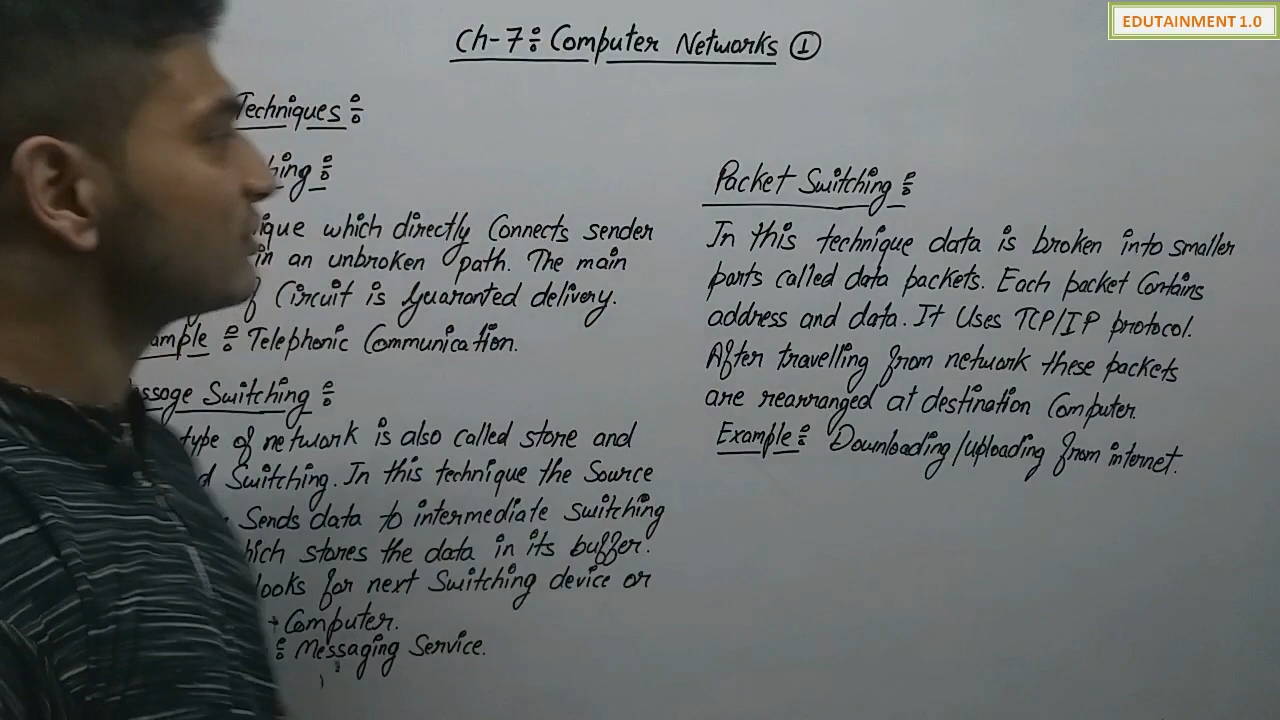 EDUTAINMENT 1.0
Ch-7: Computer Networks ①
Techniques:
which directly Connects sender
in an unbroken path. The main
Circuit is Guaranted delivery.
Telephonic Communication.
Switching:
type of network is also called store and
Switching. In this technique the Source
Sends data to intermediate switching
which stores the data in its buffer.
looks for next Switching device or
Computer.
: Messaging Service.
Packet Switching:
In this technique data is broken into smaller
parts called data packets. Each packet Contains
address and data. It Uses TCP/IP protocol.
After travelling from network these packets
are rearranged at destination Computer.
Example: Downloading/uploading from internet.